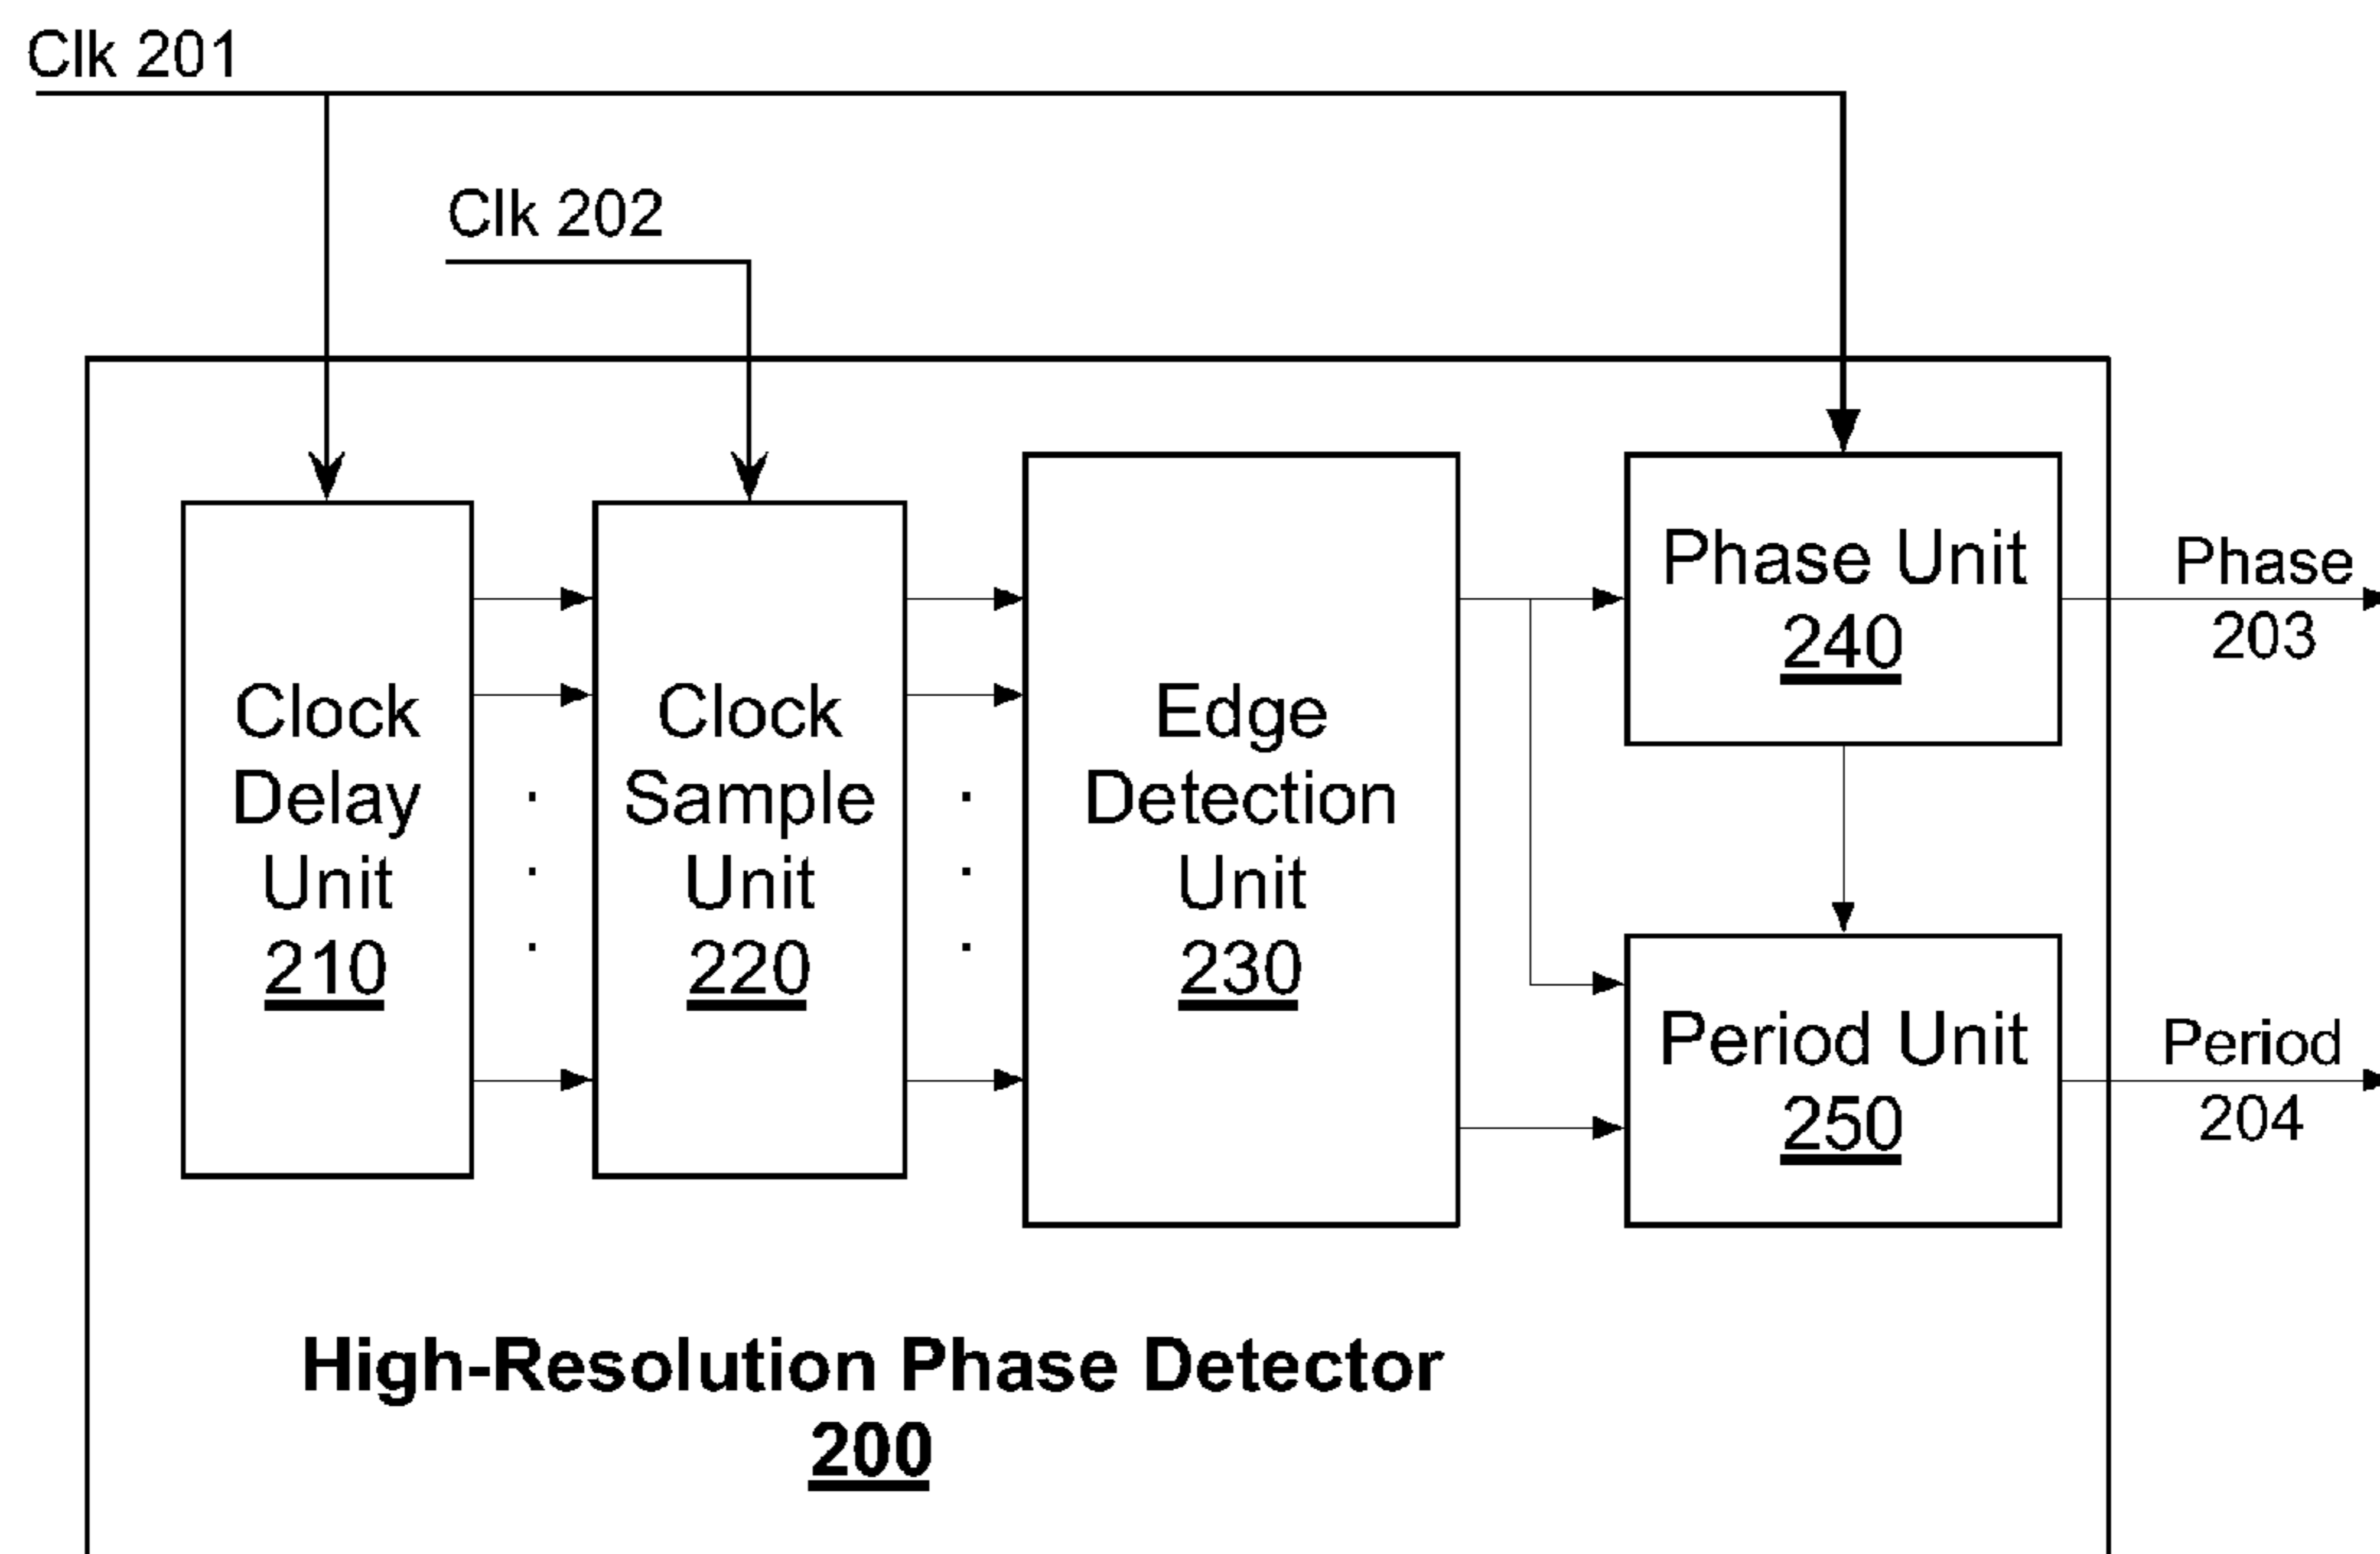 Clk 201
Clk 202
Clock
Delay
Unit
210
Clock
Sample
Unit
220
Edge
Detection
Unit
230
Phase Unit
240
Phase
203
Period Unit
250
Period
204
High-Resolution Phase Detector
200